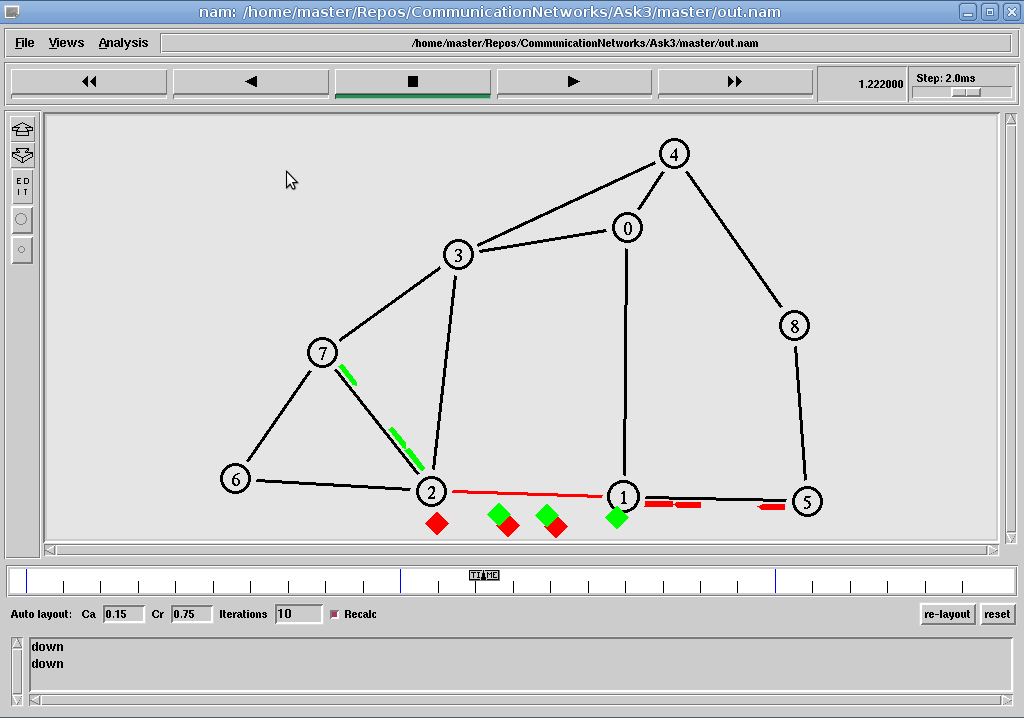 nam: /home/master/Repos/CommunicationNetworks/Ask3/master/out.nam
File Views Analysis /home/master/Repos/CommunicationNetworks/Ask3/master/out.nam
1.222000 Step: 2.0ms
ED
IT
4
0
3
8
7
6
2
1
5
TIME
Auto layout: Ca 0.15 Cr 0.75 Iterations 10 Recalc re-layout reset
down
down